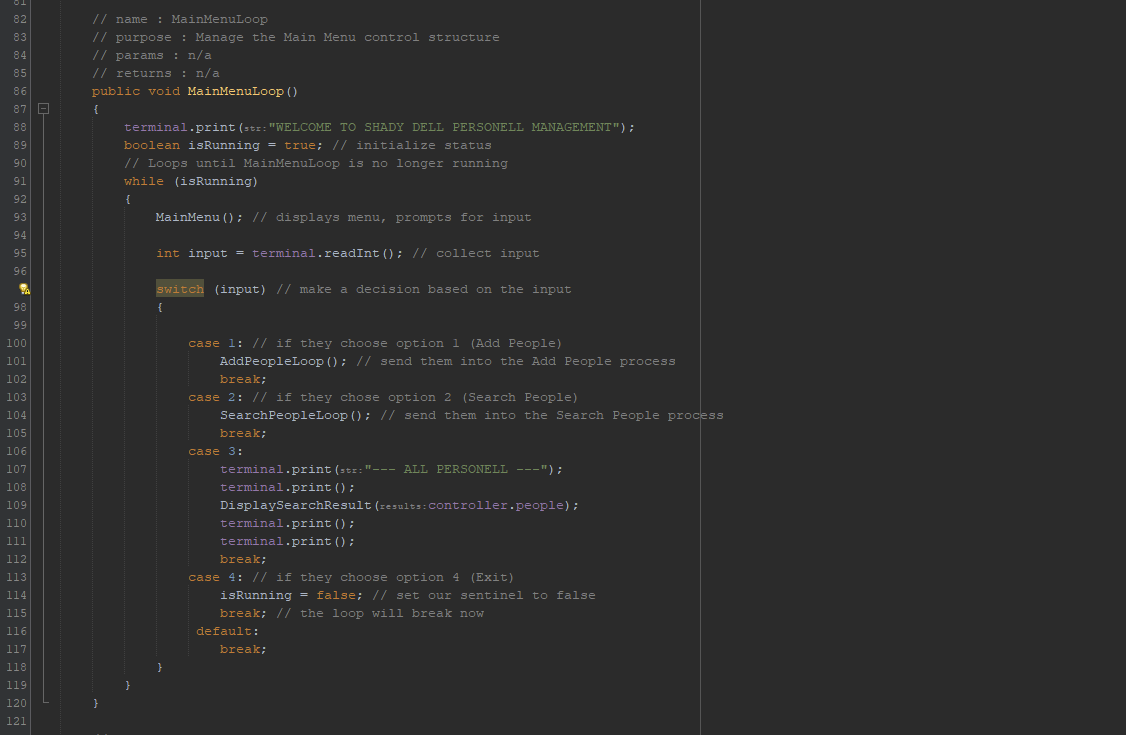 81
82 // name : MainMenuLoop
83 // purpose : Manage the Main Menu control structure
84 // params : n/a
85 // returns : n/a
86 public void MainMenuLoop()
87 {
88 terminal.print(str: "WELCOME TO SHADY DELL PERSONELL MANAGEMENT");
89 boolean isRunning = true; // initialize status
90 // Loops until MainMenuLoop is no longer running
91 while (isRunning)
92 {
93 MainMenu(); // displays menu, prompts for input
94
95 int input = terminal.readInt(); // collect input
96
switch (input) // make a decision based on the input
98 {
99
100 case 1: // if they choose option 1 (Add People)
101 AddPeopleLoop(); // send them into the Add People process
102 break;
103 case 2: // if they chose option 2 (Search People)
104 SearchPeopleLoop(); // send them into the Search People process
105 break;
106 case 3:
107 terminal.print(str: "--- ALL PERSONELL ---");
108 terminal.print();
109 DisplaySearchResult(results: controller.people);
110 terminal.print();
111 terminal.print();
112 break;
113 case 4: // if they choose option 4 (Exit)
114 isRunning = false; // set our sentinel to false
115 break; // the loop will break now
116 default:
117 break;
118 }
119 }
120 }
121